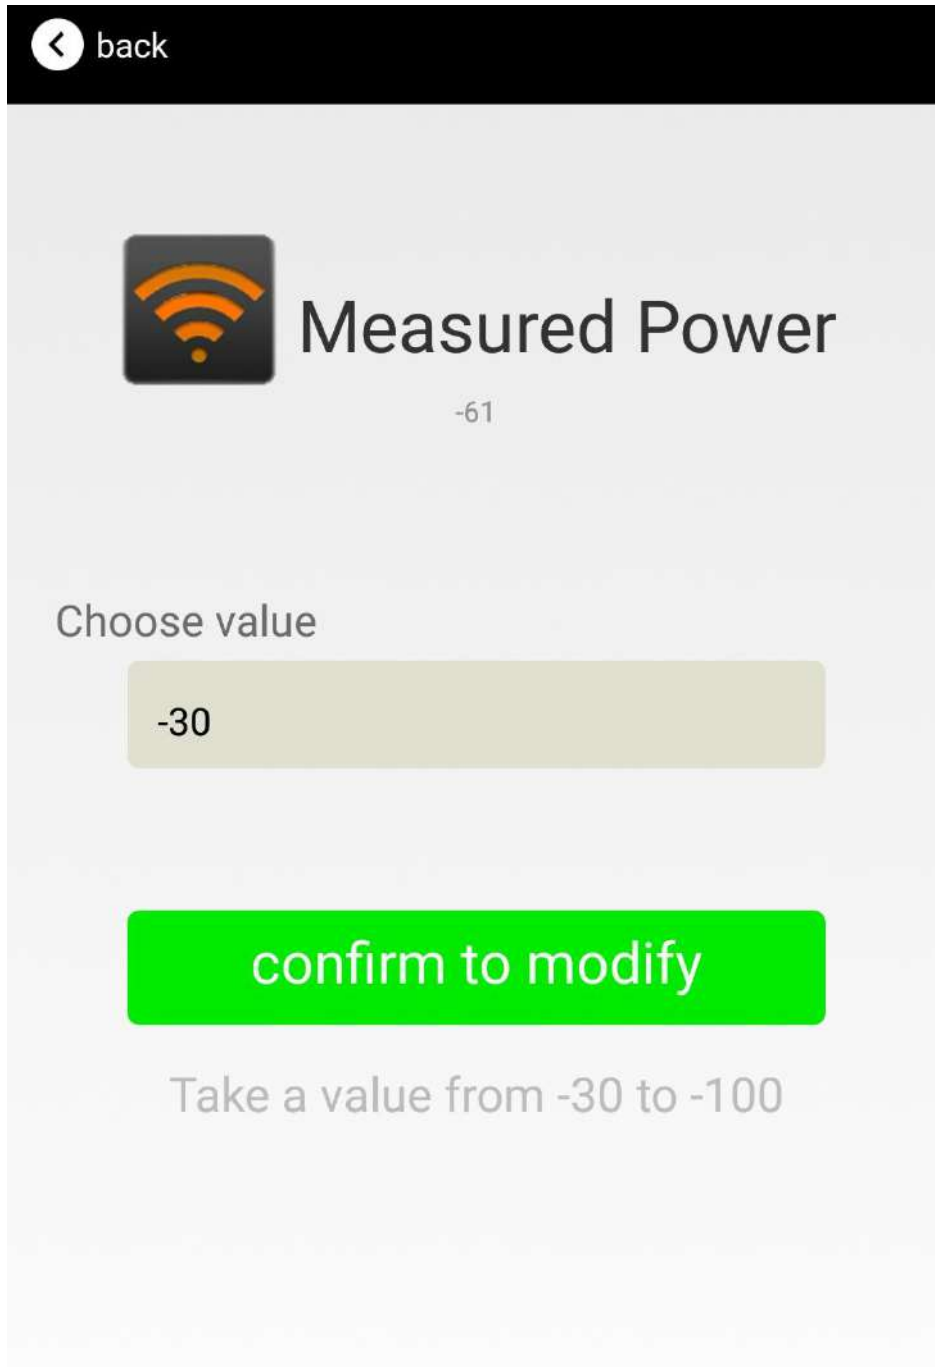 back
Measured Power
-61
Choose value
-30
confirm to modify
Take a value from -30 to -100